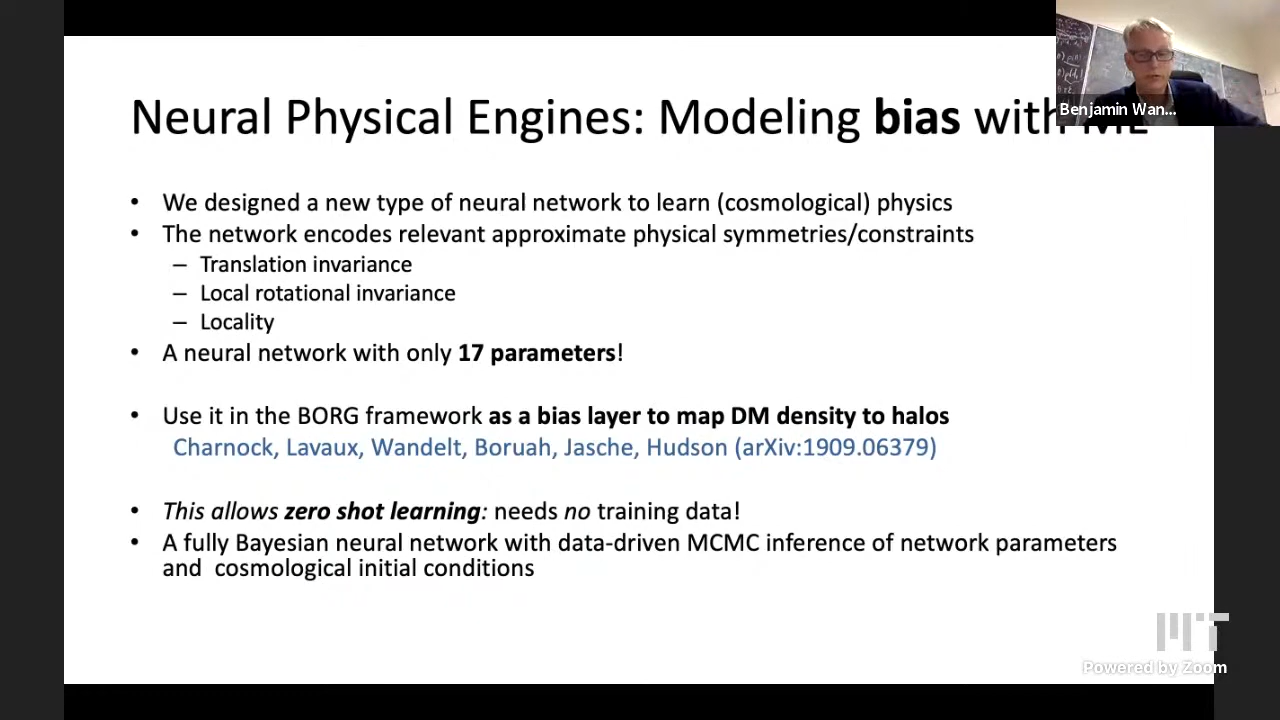 Neural Physical Engines: Modeling bias with ML
Benjamin Wan...
• We designed a new type of neural network to learn (cosmological) physics
• The network encodes relevant approximate physical symmetries/constraints
– Translation invariance
– Local rotational invariance
– Locality
• A neural network with only 17 parameters!
• Use it in the BORG framework as a bias layer to map DM density to halos
Charnock, Lavaux, Wandelt, Boruah, Jasche, Hudson (arXiv:1909.06379)
• This allows zero shot learning: needs no training data!
• A fully Bayesian neural network with data-driven MCMC inference of network parameters
and cosmological initial conditions
MIT
Powered by Zoom